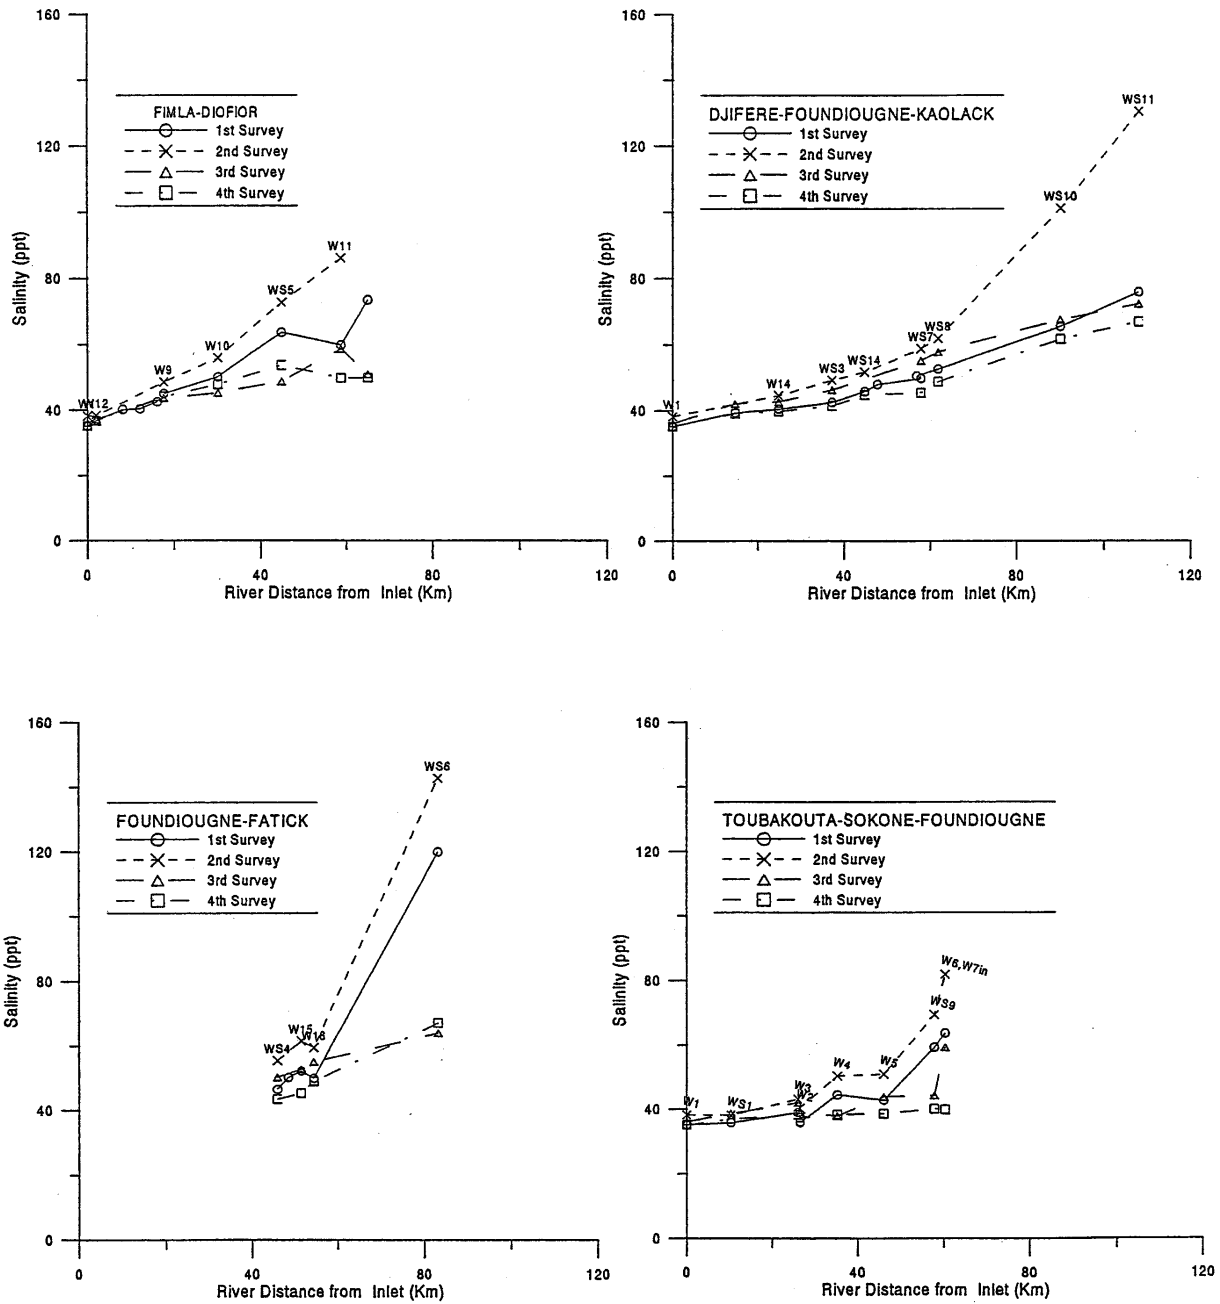 160
120
80
40
0
Salinity (ppt)
FIMLA-DIOFIOR
1st Survey
2nd Survey
3rd Survey
4th Survey
W11
WS5
W10
W9
W12
0 40 80 120
River Distance from Inlet (Km)
160
120
80
40
0
Salinity (ppt)
DJIFERE-FOUNDIOUGNE-KAOLACK
1st Survey
2nd Survey
3rd Survey
4th Survey
WS11
WS10
WS8
WS7
WS14
WS3
W14
W1
0 40 80 120
River Distance from Inlet (Km)
160
120
80
40
0
Salinity (ppt)
FOUNDIOUGNE-FATICK
1st Survey
2nd Survey
3rd Survey
4th Survey
WS6
W15
W16
WS4
0 40 80 120
River Distance from Inlet (Km)
160
120
80
40
0
Salinity (ppt)
TOUBAKOUTA-SOKONE-FOUNDIOUGNE
1st Survey
2nd Survey
3rd Survey
4th Survey
W6,W7in
WS9
W4
W5
W3
W2
W1
WS1
0 40 80 120
River Distance from Inlet (Km)